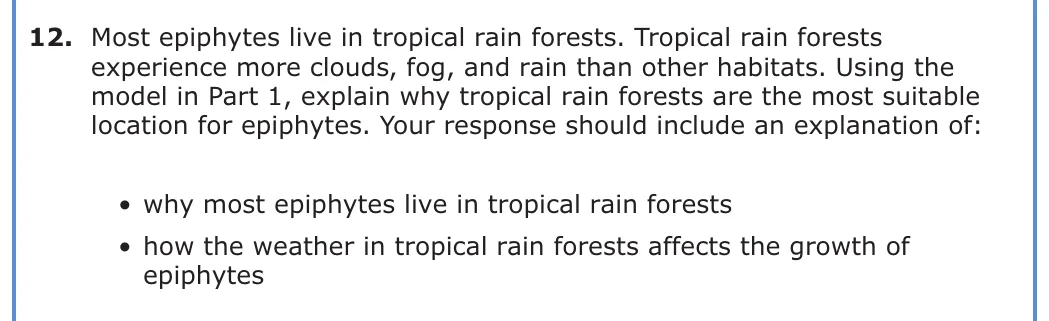 12. Most epiphytes live in tropical rain forests. Tropical rain forests
experience more clouds, fog, and rain than other habitats. Using the
model in Part 1, explain why tropical rain forests are the most suitable
location for epiphytes. Your response should include an explanation of:
• why most epiphytes live in tropical rain forests
• how the weather in tropical rain forests affects the growth of
epiphytes